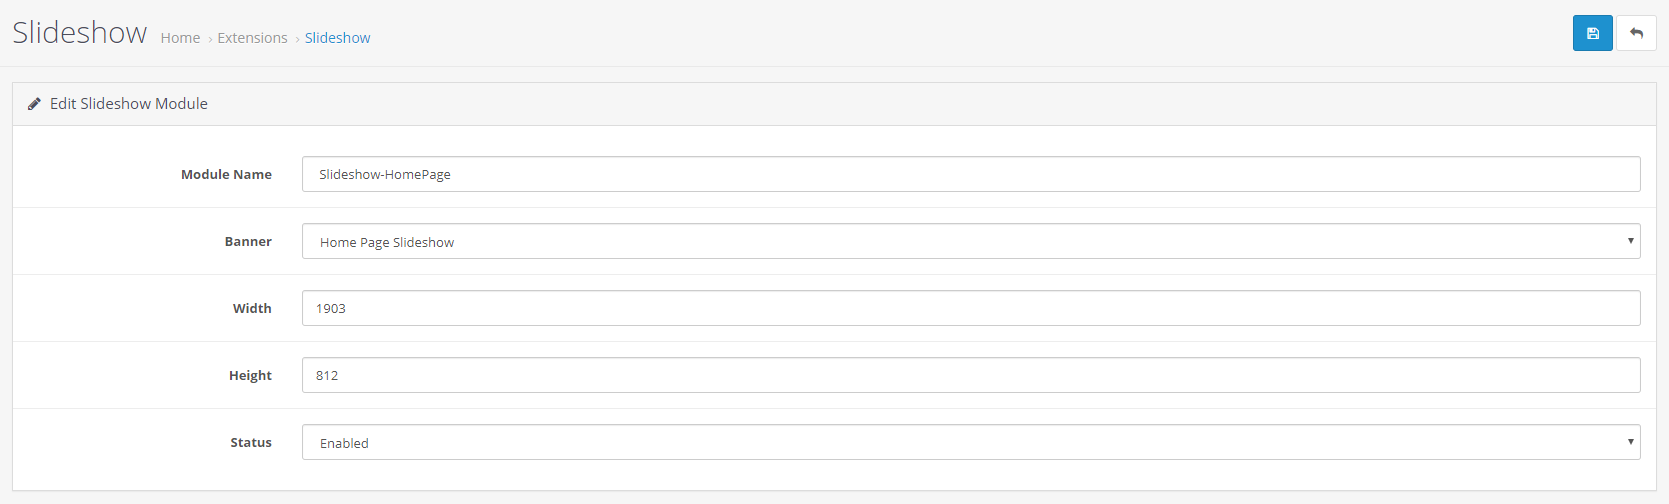 Slideshow Home › Extensions › Slideshow
Edit Slideshow Module
Module Name Slideshow-HomePage
Banner Home Page Slideshow
Width 1903
Height 812
Status Enabled